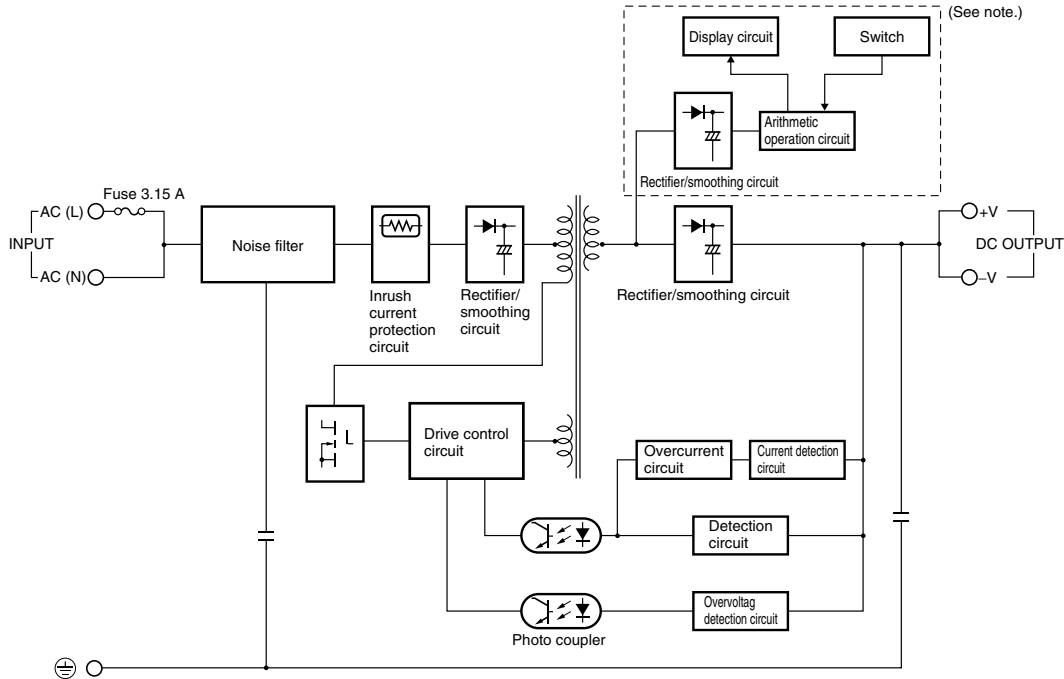 (See note.)
Display circuit
Switch
Arithmetic
operation circuit
Rectifier/smoothing circuit
Fuse 3.15 A
AC (L)
INPUT
AC (N)
Noise filter
Inrush
current
protection
circuit
Rectifier/
smoothing
circuit
Rectifier/smoothing circuit
+V
DC OUTPUT
–V
Drive control
circuit
Overcurrent
circuit
Current detection
circuit
Detection
circuit
Overvoltag
detection circuit
Photo coupler